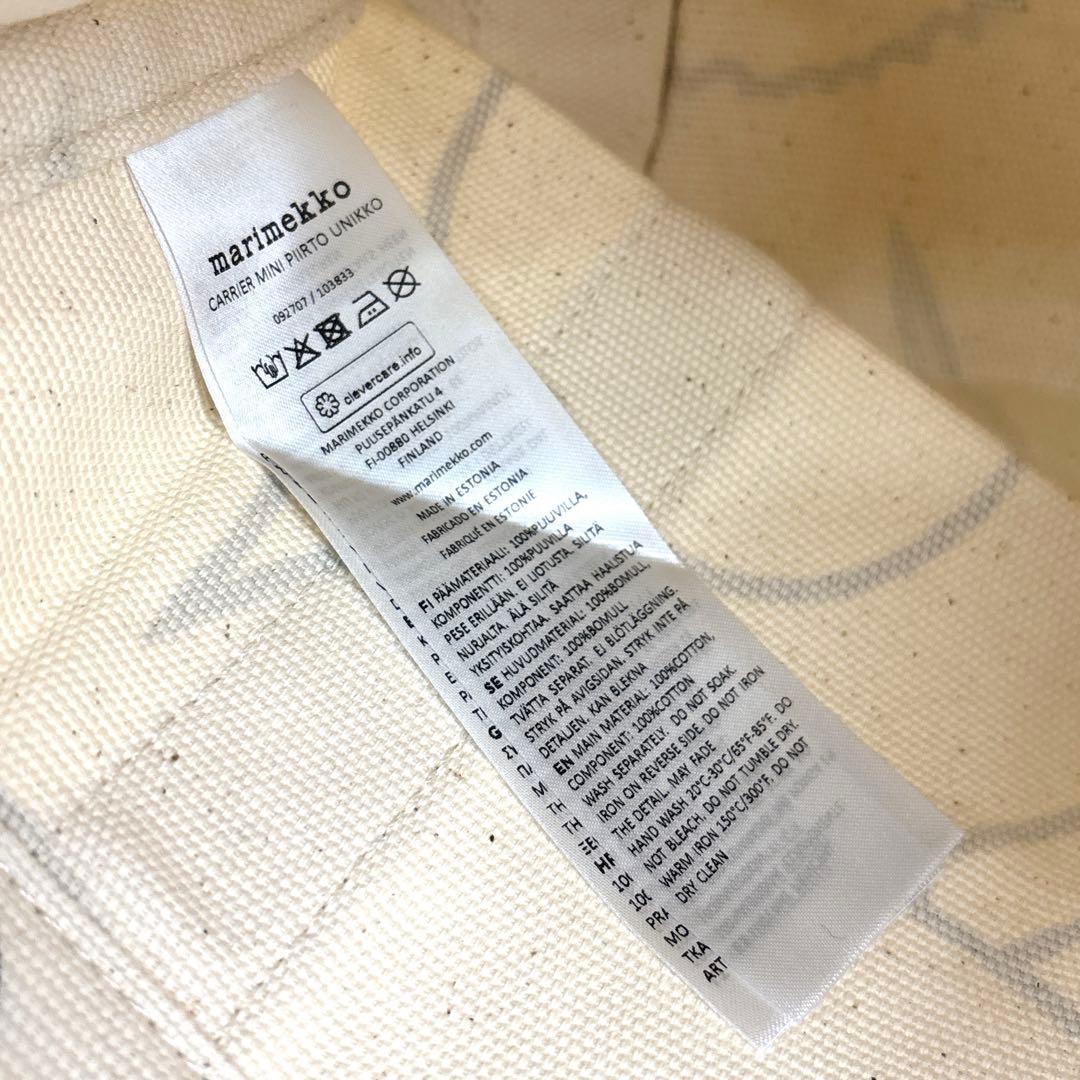 marimekko
CARRIER MINI PIIRTO UNIKKO
092707 / 103833
clevercare.info
MARIMEKKO CORPORATION
PUUSEPÄNKATU 4
FI-00880 HELSINKI
FINLAND
www.marimekko.com
MADE IN ESTONIA
FABRICADO EN ESTONIA
FABRIQUÉ EN ESTONIE
FI PÄÄMATERIAALI: 100%PUUVILLA,
KOMPONENTTI: 100%PUUVILLA
PESE ERILLÄÄN. EI LIOTUSTA. SILITÄ
NURJALTA. ÄLÄ SILITÄ
YKSITYISKOHTAA. SAATTAA HAALISTUA
SE HUVUDMATERIAL: 100%BOMULL,
KOMPONENT: 100%BOMULL
TVÄTTA SEPARAT. EJ BLÖTLÄGGNING.
STRYK PÅ AVIGSIDAN. STRYK INTE PÅ
DETALJEN. KAN BLEKNA
EN MAIN MATERIAL: 100%COTTON,
COMPONENT: 100%COTTON
WASH SEPARATELY. DO NOT SOAK.
IRON ON REVERSE SIDE. DO NOT IRON
THE DETAIL. MAY FADE
HAND WASH 20°C-30°C/65°F-85°F. DO
NOT BLEACH. DO NOT TUMBLE DRY.
WARM IRON 150°C/300°F. DO NOT
DRY CLEAN